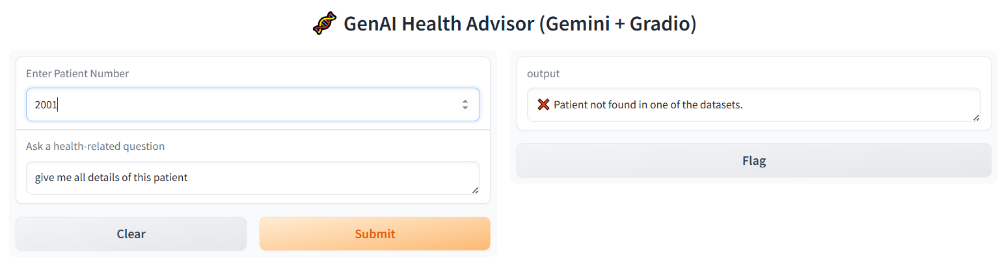 🧬 GenAI Health Advisor (Gemini + Gradio)
Enter Patient Number
2001
Ask a health-related question
give me all details of this patient
Clear
Submit
output
❌ Patient not found in one of the datasets.
Flag